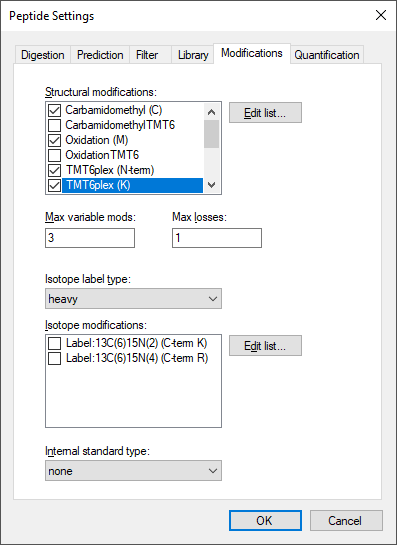 Peptide Settings
Digestion Prediction Filter Library Modifications Quantification
Structural modifications:
Carbamidomethyl (C)
CarbamidomethylTMT6
Oxidation (M)
OxidationTMT6
TMT6plex (N-term)
TMT6plex (K)
Edit list...
Max variable mods: Max losses:
3 1
Isotope label type:
heavy
Isotope modifications:
Label:13C(6)15N(2) (C-term K)
Label:13C(6)15N(4) (C-term R)
Edit list...
Internal standard type:
none
OK Cancel